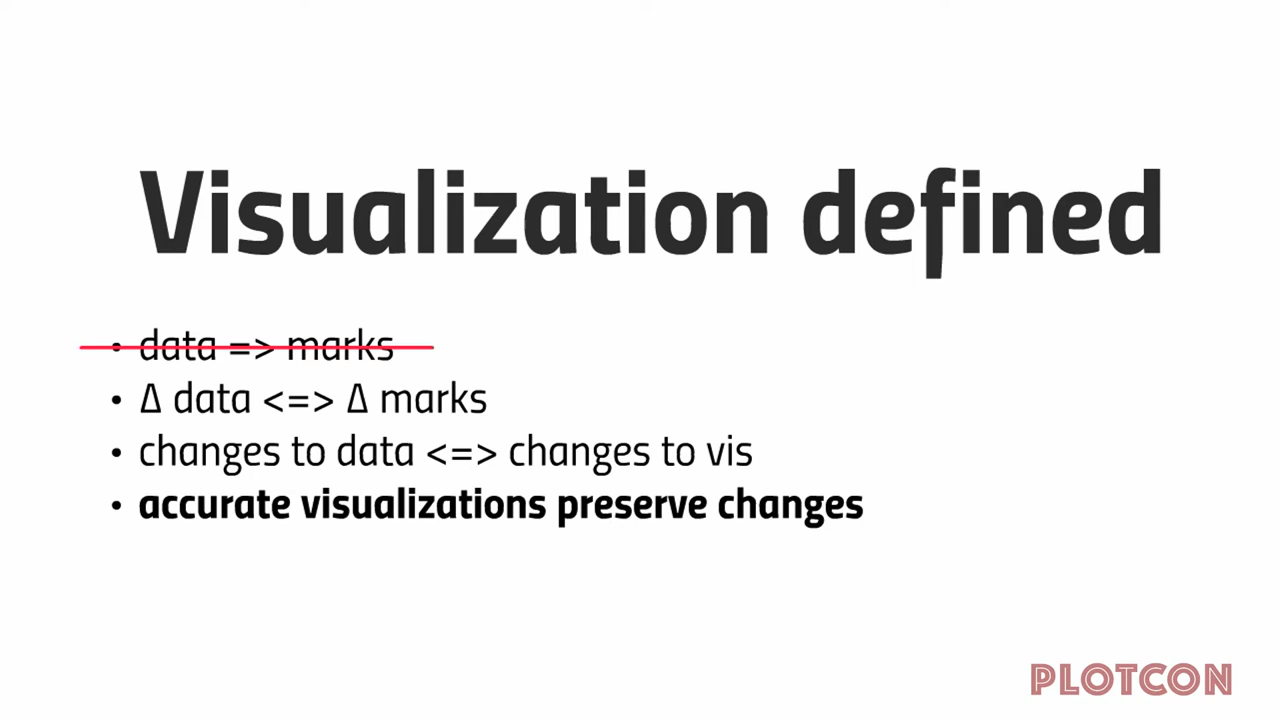 Visualization defined
• data => marks
• Δ data <=> Δ marks
• changes to data <=> changes to vis
• accurate visualizations preserve changes
PLOTCON